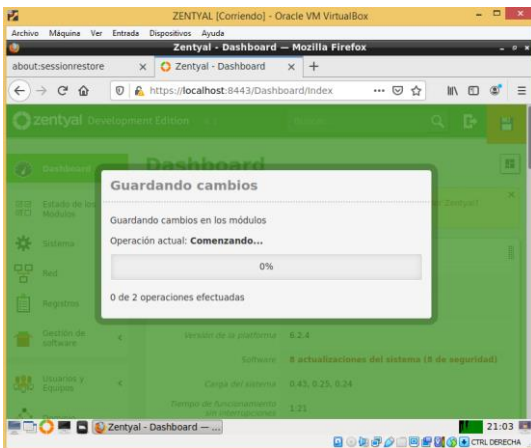 ZENTYAL [Corriendo] - Oracle VM VirtualBox
Archivo Máquina Ver Entrada Dispositivos Ayuda
Zentyal - Dashboard — Mozilla Firefox
about:sessionrestore Zentyal - Dashboard
https://localhost:8443/Dashboard/Index
zentyal Development Edition
Dashboard Dashboard
Guardando cambios
Estado de los
Módulos
Guardando cambios en los módulos
Operación actual: Comenzando...
Sistema
0%
Red
0 de 2 operaciones efectuadas
Registros
Gestión de
software
Versión de la plataforma 6.2.4
Software 8 actualizaciones del sistema (8 de seguridad)
Usuarios y
Equipos
Carga del sistema 0.43, 0.25, 0.24
Tiempo de funcionamiento
sin interrupciones 1:21
Dominio
Zentyal - Dashboard — ... 21:03
CTRL DERECHA